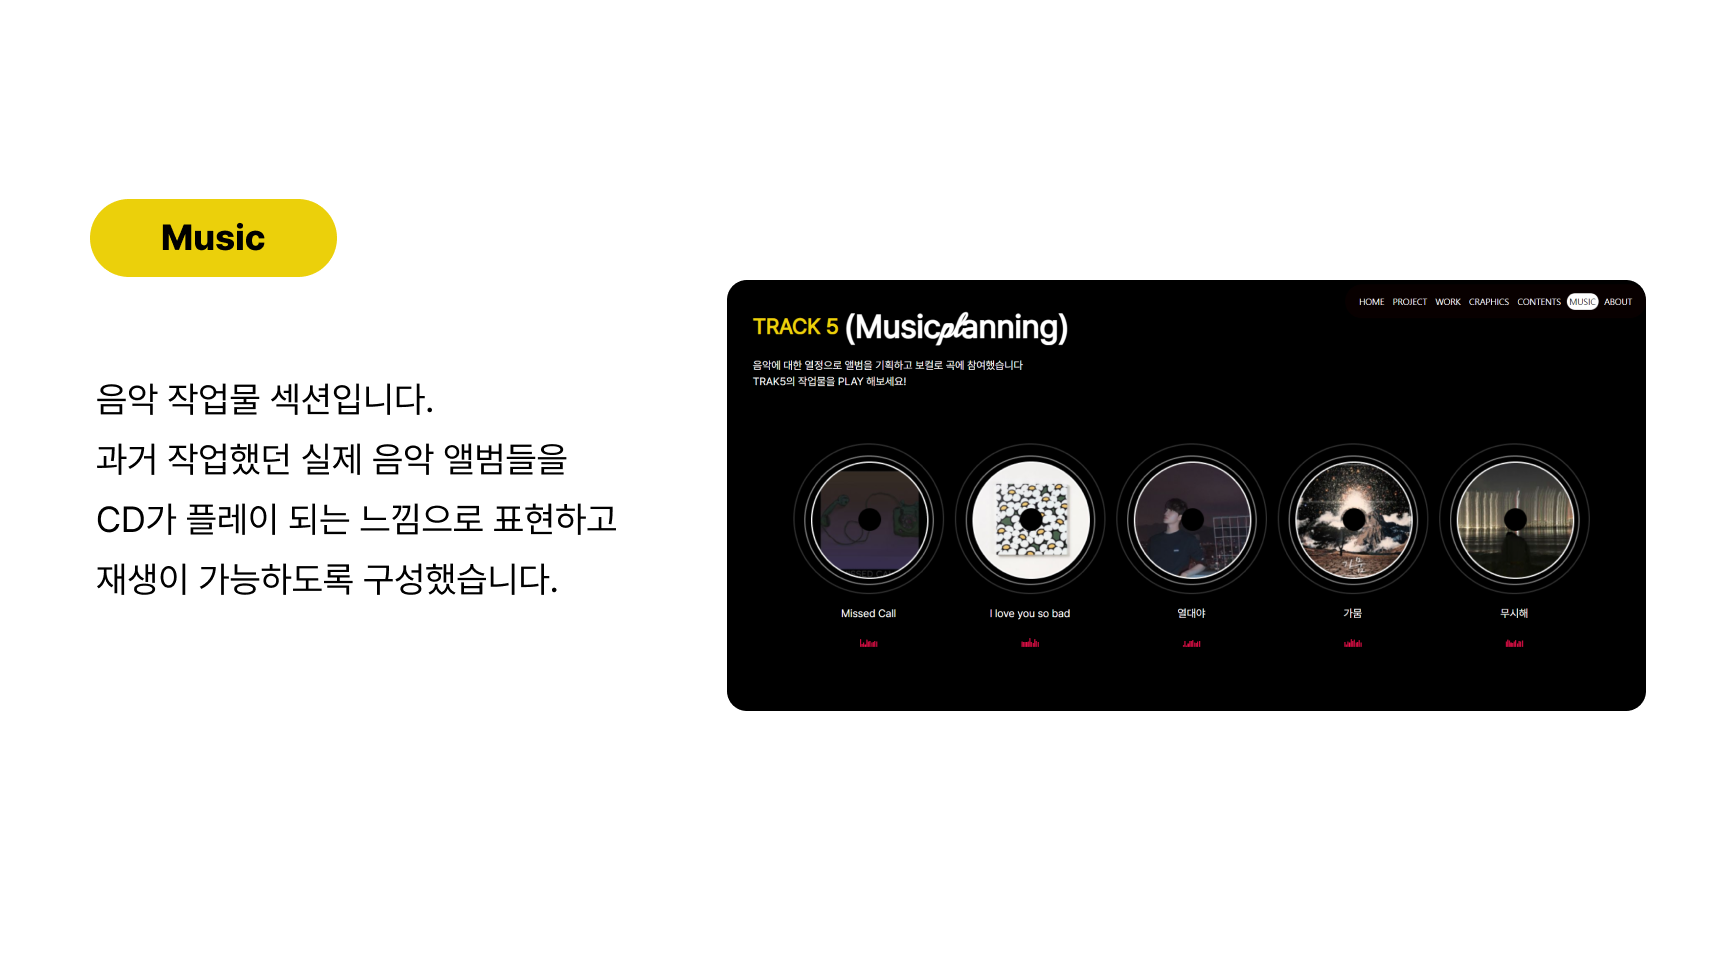 Music
음악 작업물 섹션입니다.
과거 작업했던 실제 음악 앨범들을
CD가 플레이 되는 느낌으로 표현하고
재생이 가능하도록 구성했습니다.
HOME PROJECT WORK CRAPHICS CONTENTS MUSIC ABOUT
TRACK 5 (Musicplanning)
음악에 대한 열정으로 앨범을 기획하고 보컬로 곡에 참여했습니다
TRAK5의 작업물을 PLAY 해보세요!
가뭄
Missed Call
I love you so bad
열대야
가뭄
무시해